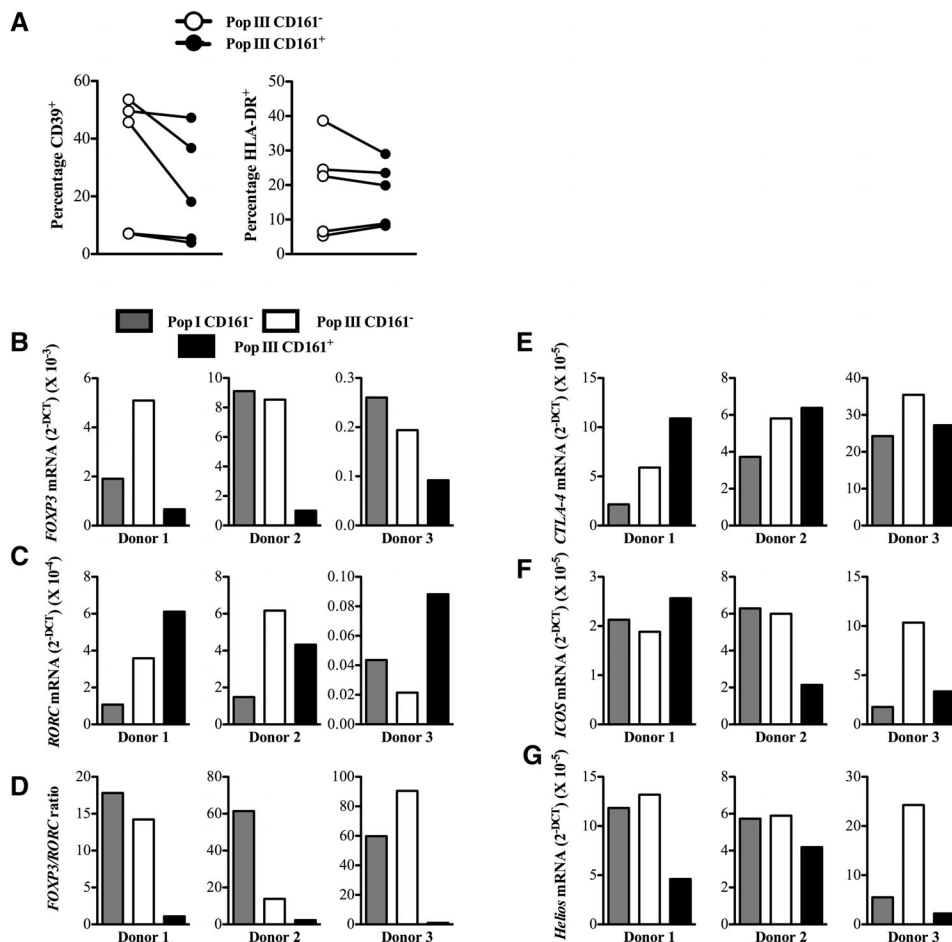 A
Pop III CD161-
Pop III CD161+
Percentage CD39+
60
40
20
0
Percentage HLA-DR+
50
40
30
20
10
0
Pop I CD161-
Pop III CD161-
Pop III CD161+
B
FOXP3 mRNA (2-DCT) (X 10-3)
6
4
2
0
Donor 1
10
9
8
6
4
2
0
Donor 2
0.3
0.2
0.1
0.0
Donor 3
C
RORC mRNA (2-DCT) (X 10-4)
8
6
4
2
0
Donor 1
8
6
4
2
0
Donor 2
0.10
0.08
0.06
0.04
0.02
0.00
Donor 3
D
FOXP3/RORC ratio
20
15
10
5
0
Donor 1
80
60
40
20
0
Donor 2
100
80
60
40
20
0
Donor 3
E
CTLA-4 mRNA (2-DCT) (X 10-5)
15
10
5
0
Donor 1
8
6
4
2
0
Donor 2
40
30
20
10
0
Donor 3
F
ICOS mRNA (2-DCT) (X 10-5)
3
2
1
0
Donor 1
8
6
4
2
0
Donor 2
15
10
5
0
Donor 3
G
Helios mRNA (2-DCT) (X 10-5)
15
10
5
0
Donor 1
8
6
4
2
0
Donor 2
30
20
10
0
Donor 3